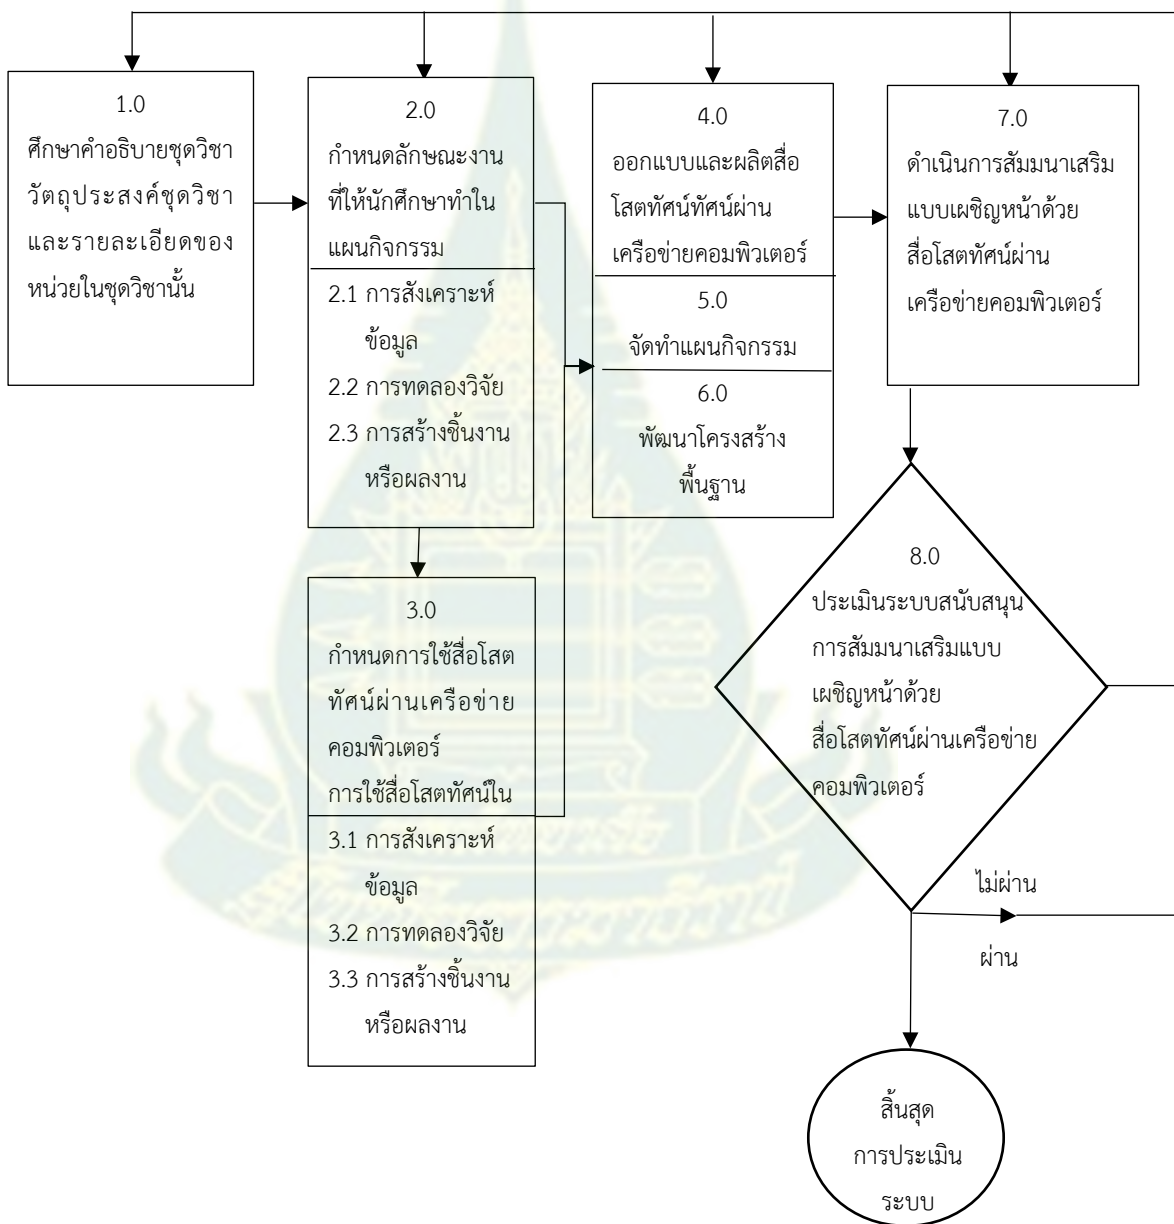 1.0
ศึกษาคำอธิบายชุดวิชา
วัตถุประสงค์ชุดวิชา
และรายละเอียดของ
หน่วยในชุดวิชานั้น
2.0
กำหนดลักษณะงาน
ที่ให้นักศึกษาทำใน
แผนกิจกรรม
2.1 การสังเคราะห์
ข้อมูล
2.2 การทดลองวิจัย
2.3 การสร้างชิ้นงาน
หรือผลงาน
3.0
กำหนดการใช้สื่อโสต
ทัศน์ผ่านเครือข่าย
คอมพิวเตอร์
การใช้สื่อโสตทัศน์ใน
3.1 การสังเคราะห์
ข้อมูล
3.2 การทดลองวิจัย
3.3 การสร้างชิ้นงาน
หรือผลงาน
4.0
ออกแบบและผลิตสื่อ
โสตทัศน์ทัศน์ผ่าน
เครือข่ายคอมพิวเตอร์
5.0
จัดทำแผนกิจกรรม
6.0
พัฒนาโครงสร้าง
พื้นฐาน
7.0
ดำเนินการสัมมนาเสริม
แบบเผชิญหน้าด้วย
สื่อโสตทัศน์ผ่าน
เครือข่ายคอมพิวเตอร์
8.0
ประเมินระบบสนับสนุน
การสัมมนาเสริมแบบ
เผชิญหน้าด้วย
สื่อโสตทัศน์ผ่านเครือข่าย
คอมพิวเตอร์
ไม่ผ่าน
ผ่าน
สิ้นสุด
การประเมิน
ระบบ